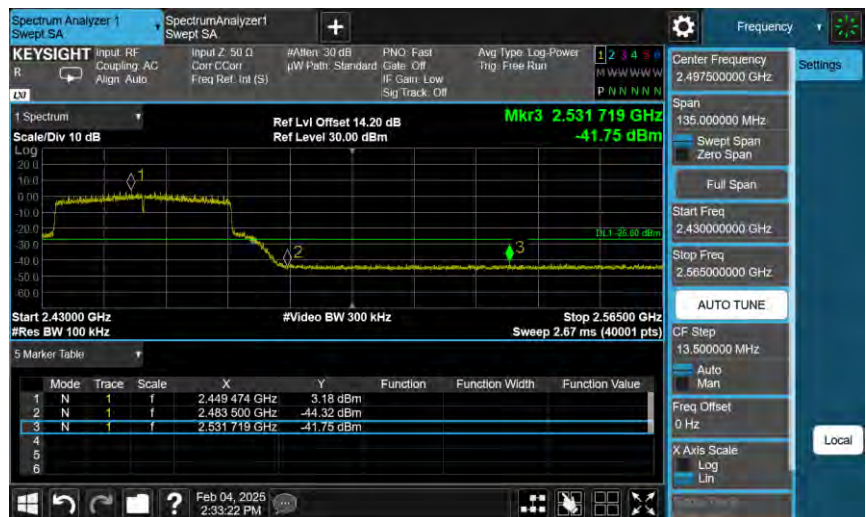 Spectrum Analyzer 1
Swept SA
SpectrumAnalyzer1
Swept SA
+
Frequency
KEYSIGHT
R
LXI
Input: RF
Coupling: AC
Align: Auto
Input Z: 50 Ω
Corr CCorr
Freq Ref: Int (S)
#Atten: 30 dB
µW Path: Standard
PNO: Fast
Gate: Off
IF Gain: Low
Sig Track: Off
Avg Type: Log-Power
Trig: Free Run
1 2 3 4 5 6
M W W W W W
P N N N N N
Settings
Center Frequency
2.497500000 GHz
Span
135.000000 MHz
Swept Span
Zero Span
Full Span
Start Freq
2.430000000 GHz
Stop Freq
2.565000000 GHz
AUTO TUNE
CF Step
13.500000 MHz
Auto
Man
Freq Offset
0 Hz
X Axis Scale
Log
Lin
Local
1 Spectrum
Scale/Div 10 dB
Ref Lvl Offset 14.20 dB
Ref Level 30.00 dBm
Mkr3 2.531 719 GHz
-41.75 dBm
Log
20.0
10.0
0.00
-10.0
-20.0
-30.0
-40.0
-50.0
-60.0
1
2
3
Start 2.43000 GHz
#Res BW 100 kHz
#Video BW 300 kHz
Stop 2.56500 GHz
Sweep 2.67 ms (40001 pts)
5 Marker Table
Mode Trace Scale X Y Function Function Width Function Value
1 N 1 f 2.449 474 GHz 3.18 dBm
2 N 1 f 2.483 500 GHz -44.32 dBm
3 N 1 f 2.531 719 GHz -41.75 dBm
4
5
6
?
Feb 04, 2025
2:33:22 PM